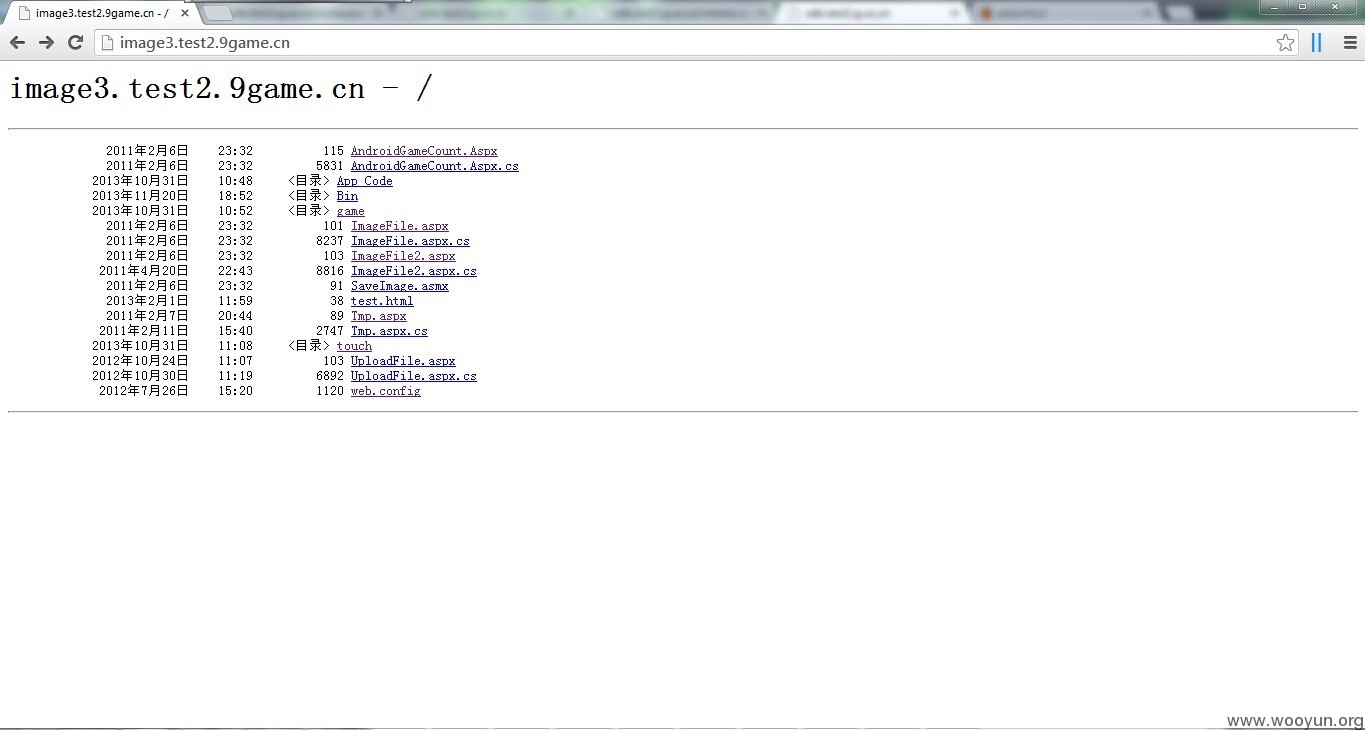 image3.test2.9game.cn - /
image3.test2.9game.cn
image3.test2.9game.cn - /
2011年2月6日 23:32 115 AndroidGameCount.Aspx
2011年2月6日 23:32 5831 AndroidGameCount.Aspx.cs
2013年10月31日 10:48 <目录> App_Code
2013年11月20日 18:52 <目录> Bin
2013年10月31日 10:52 <目录> game
2011年2月6日 23:32 101 ImageFile.aspx
2011年2月6日 23:32 8237 ImageFile.aspx.cs
2011年2月6日 23:32 103 ImageFile2.aspx
2011年4月20日 22:43 8816 ImageFile2.aspx.cs
2011年2月6日 23:32 91 SaveImage.asmx
2013年2月1日 11:59 38 test.html
2011年2月7日 20:44 89 Tmp.aspx
2011年2月11日 15:40 2747 Tmp.aspx.cs
2013年10月31日 11:08 <目录> touch
2012年10月24日 11:07 103 UploadFile.aspx
2012年10月30日 11:19 6892 UploadFile.aspx.cs
2012年7月26日 15:20 1120 web.config
www.wooyun.org